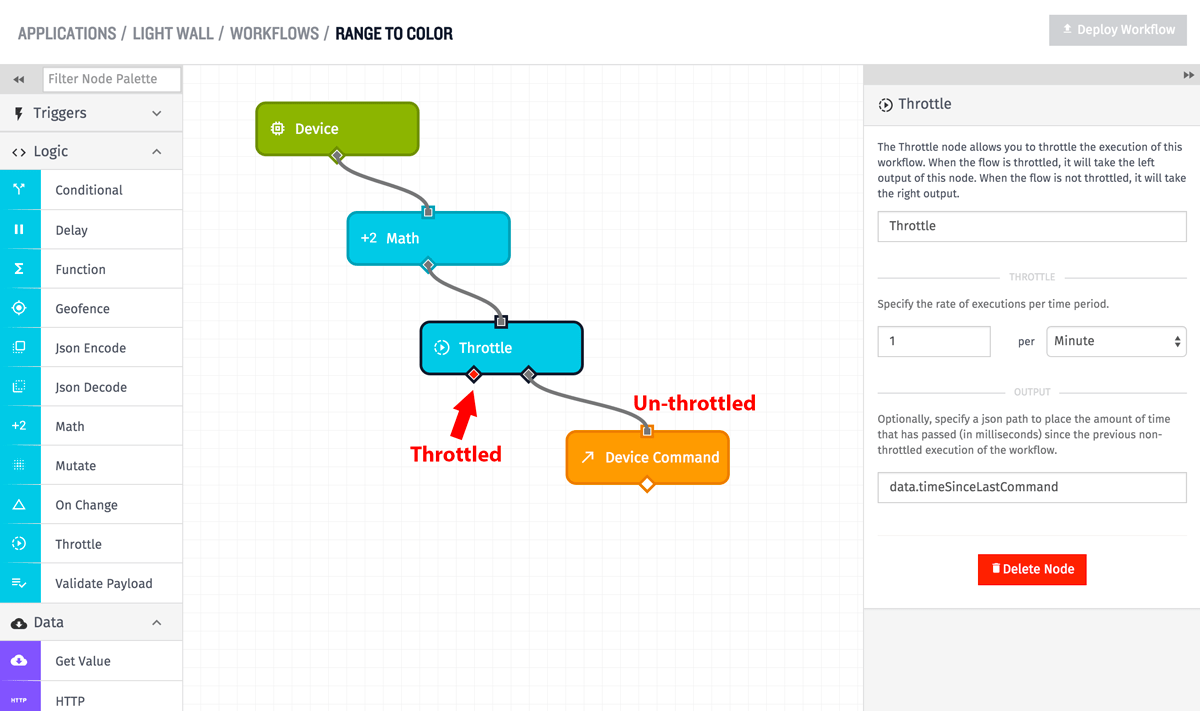 APPLICATIONS / LIGHT WALL / WORKFLOWS / RANGE TO COLOR
Deploy Workflow
Filter Node Palette
Triggers
Logic
Conditional
Delay
Function
Geofence
Json Encode
Json Decode
+2 Math
Mutate
On Change
Throttle
Validate Payload
Data
Get Value
HTTP HTTP
Device
+2 Math
Throttle
Throttled
Un-throttled
Device Command
Throttle
The Throttle node allows you to throttle the execution of this
workflow. When the flow is throttled, it will take the left
output of this node. When the flow is not throttled, it will take
the right output.
Throttle
THROTTLE
Specify the rate of executions per time period.
1 per Minute
OUTPUT
Optionally, specify a json path to place the amount of time
that has passed (in milliseconds) since the previous non-
throttled execution of the workflow.
data.timeSinceLastCommand
Delete Node